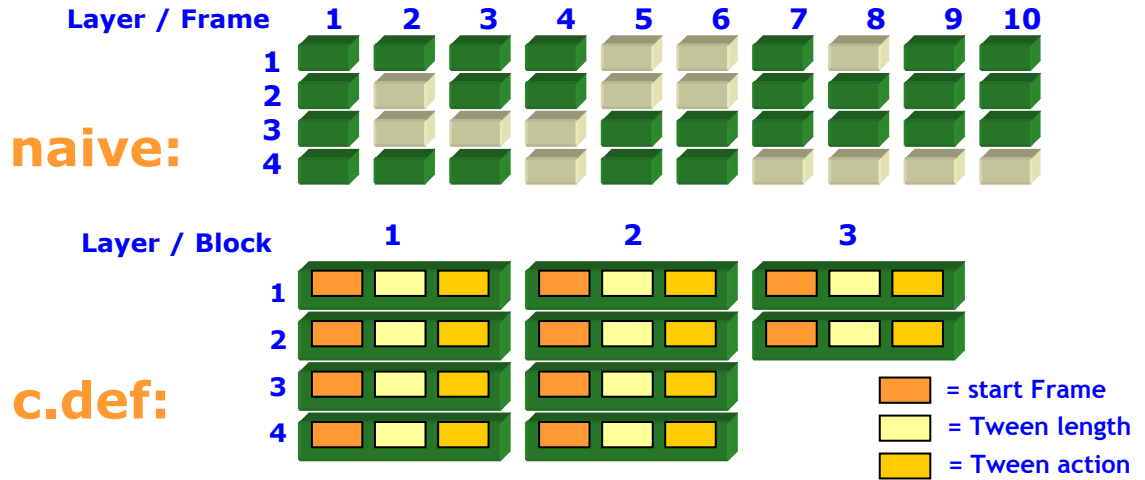 Layer / Frame 1 2 3 4 5 6 7 8 9 10
1
2
naive:
3
4
Layer / Block 1 2 3
1
2
c.def:
3
4
= start Frame
= Tween length
= Tween action